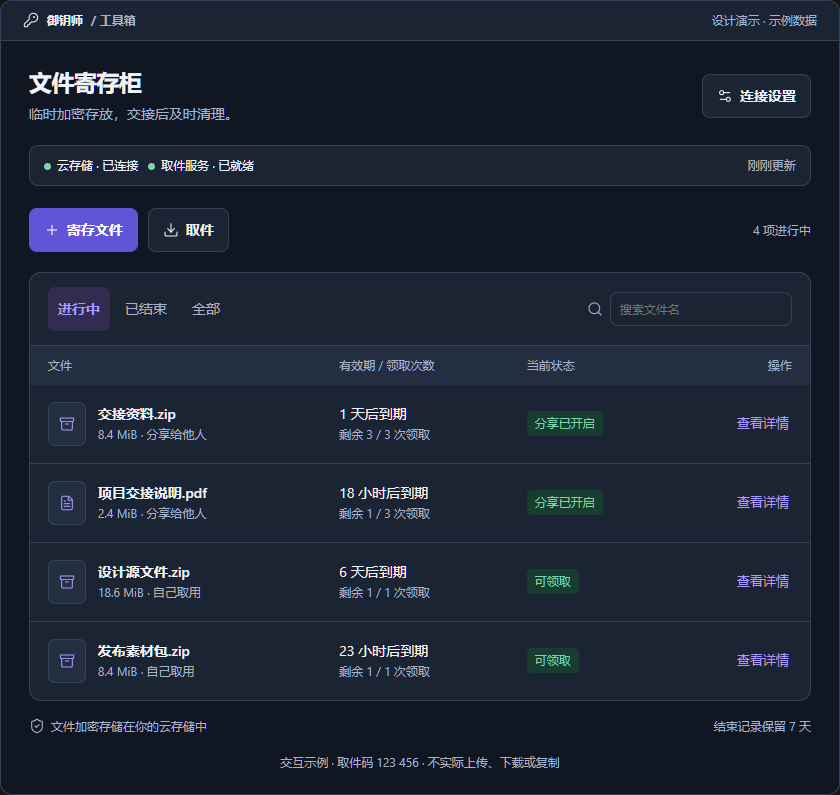 御钥师 / 工具箱
设计演示 · 示例数据
文件寄存柜
临时加密存放，交接后及时清理。
连接设置
云存储 · 已连接 取件服务 · 已就绪
刚刚更新
寄存文件
取件
4 项进行中
进行中 已结束 全部
搜索文件名
文件 有效期 / 领取次数 当前状态 操作
交接资料.zip
8.4 MiB · 分享给他人
1 天后到期
剩余 3 / 3 次领取
分享已开启
查看详情
项目交接说明.pdf
2.4 MiB · 分享给他人
18 小时后到期
剩余 1 / 3 次领取
分享已开启
查看详情
设计源文件.zip
18.6 MiB · 自己取用
6 天后到期
剩余 1 / 1 次领取
可领取
查看详情
发布素材包.zip
8.4 MiB · 自己取用
23 小时后到期
剩余 1 / 1 次领取
可领取
查看详情
文件加密存储在你的云存储中
结束记录保留 7 天
交互示例 · 取件码 123 456 · 不实际上传、下载或复制